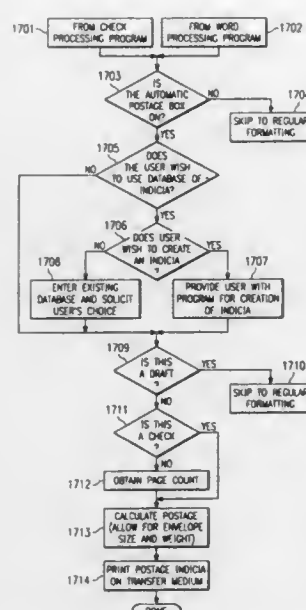 1701
FROM CHECK
PROCESSING PROGRAM
FROM WORD
PROCESSING PROGRAM
1702
1703
IS
THE AUTOMATIC
POSTAGE BOX
ON?
NO
YES
SKIP TO REGULAR
FORMATTING
1705
NO
DOES
THE USER WISH
TO USE DATABASE OF
INDICIA?
YES
1706
NO
DOES USER
WISH TO CREATE
AN INDICIA
?
YES
1708
ENTER EXISTING
DATABASE AND SOLICIT
USER'S CHOICE
1707
PROVIDE USER WITH
PROGRAM FOR CREATION
OF INDICIA
1709
IS THIS
A DRAFT
?
YES
NO
1710
SKIP TO REGULAR
FORMATTING
1711
IS THIS
A CHECK
?
YES
NO
1712
OBTAIN PAGE COUNT
1713
CALCULATE POSTAGE
(ALLOW FOR ENVELOPE
SIZE AND WEIGHT)
1714
PRINT POSTAGE INDICIA
ON TRANSFER MEDIUM